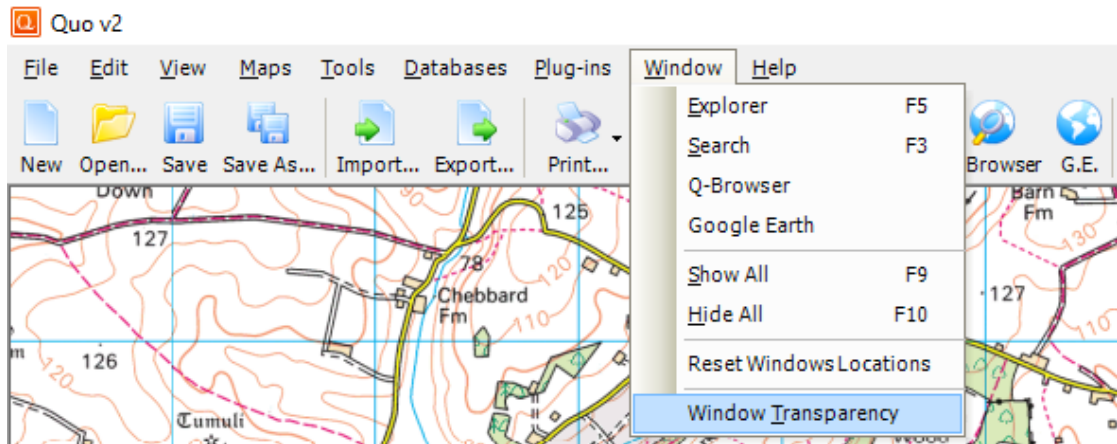 Quo v2
File Edit View Maps Tools Databases Plug-ins Window Help
New Open... Save Save As... Import... Export... Print... Browser G.E.
Explorer F5
Search F3
Q-Browser
Google Earth
Show All F9
Hide All F10
Reset Windows Locations
Window Transparency
Down
127
125
Barn
Fm
130
78
120
Chebbard
Fm
110
127
110
126
120
Tumuli